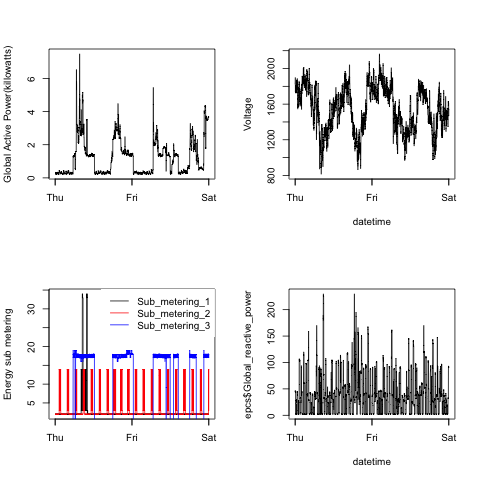 Global Active Power(killowatts)
0 2 4 6
Thu Fri Sat
Voltage
800 1200 1600 2000
Thu Fri Sat
datetime
Energy sub metering
5 10 20 30
Sub_metering_1
Sub_metering_2
Sub_metering_3
Thu Fri Sat
epcs$Global_reactive_power
0 50 100 150 200
Thu Fri Sat
datetime